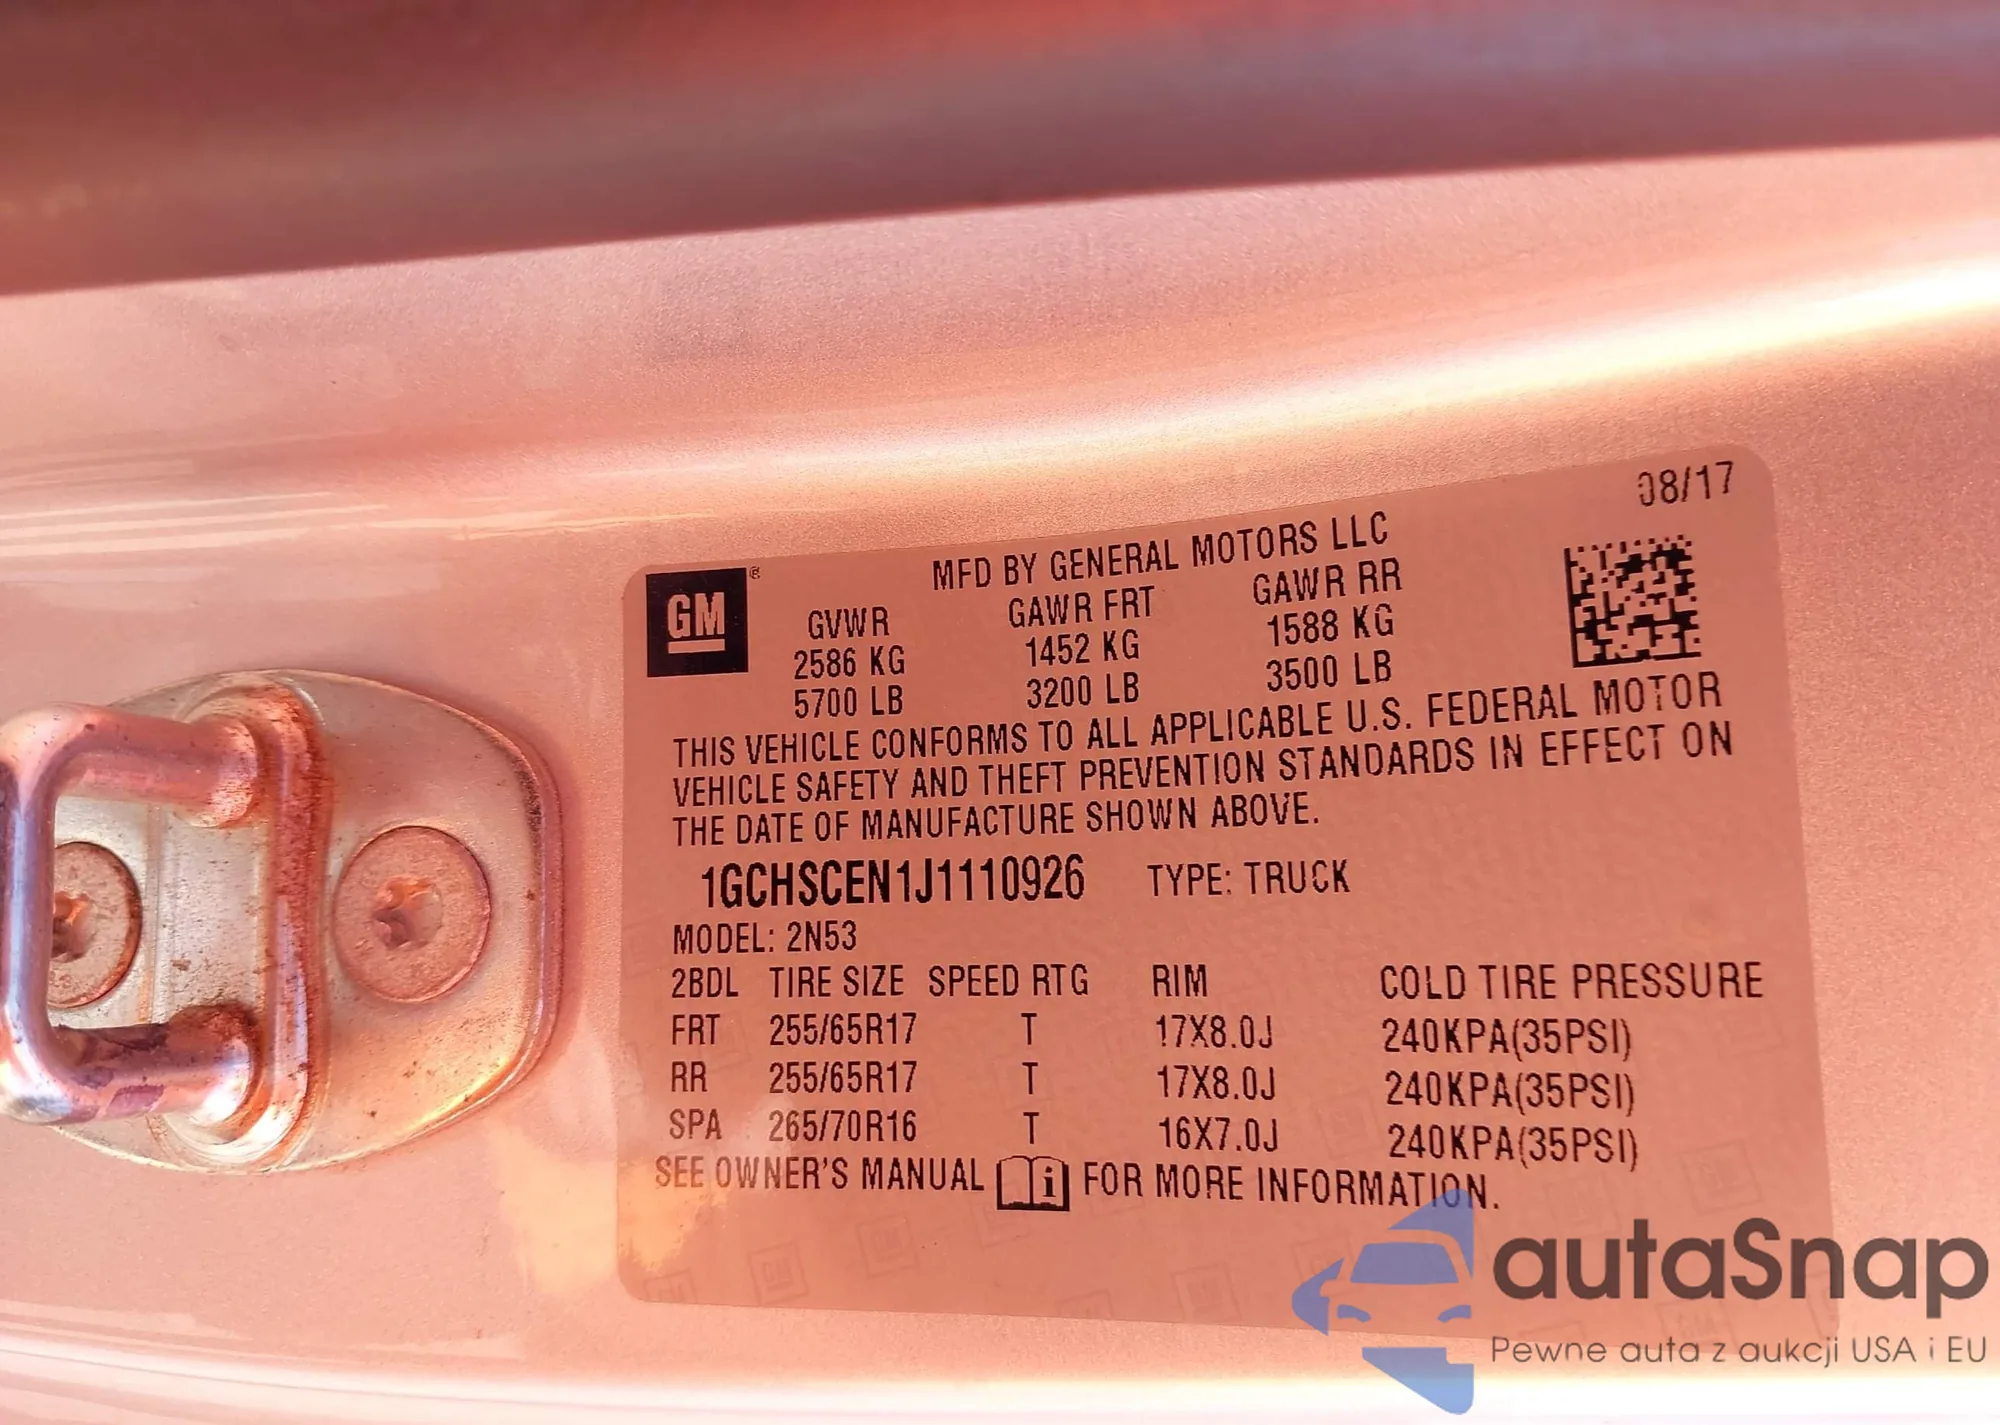 08/17
MFD BY GENERAL MOTORS LLC
GM®
GVWR GAWR FRT GAWR RR
2586 KG 1452 KG 1588 KG
5700 LB 3200 LB 3500 LB
THIS VEHICLE CONFORMS TO ALL APPLICABLE U.S. FEDERAL MOTOR
VEHICLE SAFETY AND THEFT PREVENTION STANDARDS IN EFFECT ON
THE DATE OF MANUFACTURE SHOWN ABOVE.
1GCHSCEN1J1110926 TYPE: TRUCK
MODEL: 2N53
2BDL TIRE SIZE SPEED RTG RIM COLD TIRE PRESSURE
FRT 255/65R17 T 17X8.0J 240KPA(35PSI)
RR 255/65R17 T 17X8.0J 240KPA(35PSI)
SPA 265/70R16 T 16X7.0J 240KPA(35PSI)
SEE OWNER'S MANUAL i FOR MORE INFORMATION.
autaSnap
Pewne auta z aukcji USA i EU